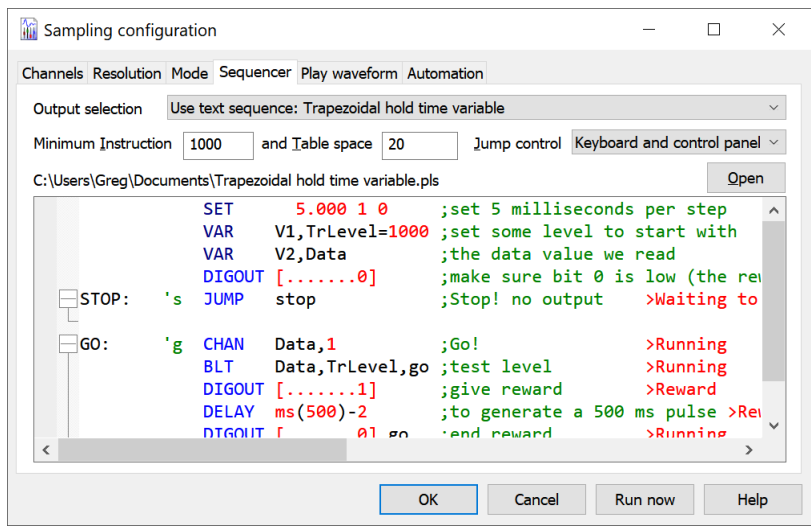 Sampling configuration
Channels Resolution Mode Sequencer Play waveform Automation
Output selection Use text sequence: Trapezoidal hold time variable
Minimum Instruction 1000 and Table space 20 Jump control Keyboard and control panel
C:\Users\Greg\Documents\Trapezoidal hold time variable.pls Open
SET 5.000 1 0 ;set 5 milliseconds per step
VAR V1,TrLevel=1000 ;set some level to start with
VAR V2,Data ;the data value we read
DIGOUT [.......0] ;make sure bit 0 is low (the
STOP: 's JUMP stop ;Stop! no output >Waiting to
GO: 'g CHAN Data,1 ;Go! >Running
BLT Data,TrLevel,go ;test level >Running
DIGOUT [.......1] ;give reward >Reward
DELAY ms(500)-2 ;to generate a 500 ms pulse
DIGOUT [.......0],go ;end reward >Running
OK Cancel Run now Help